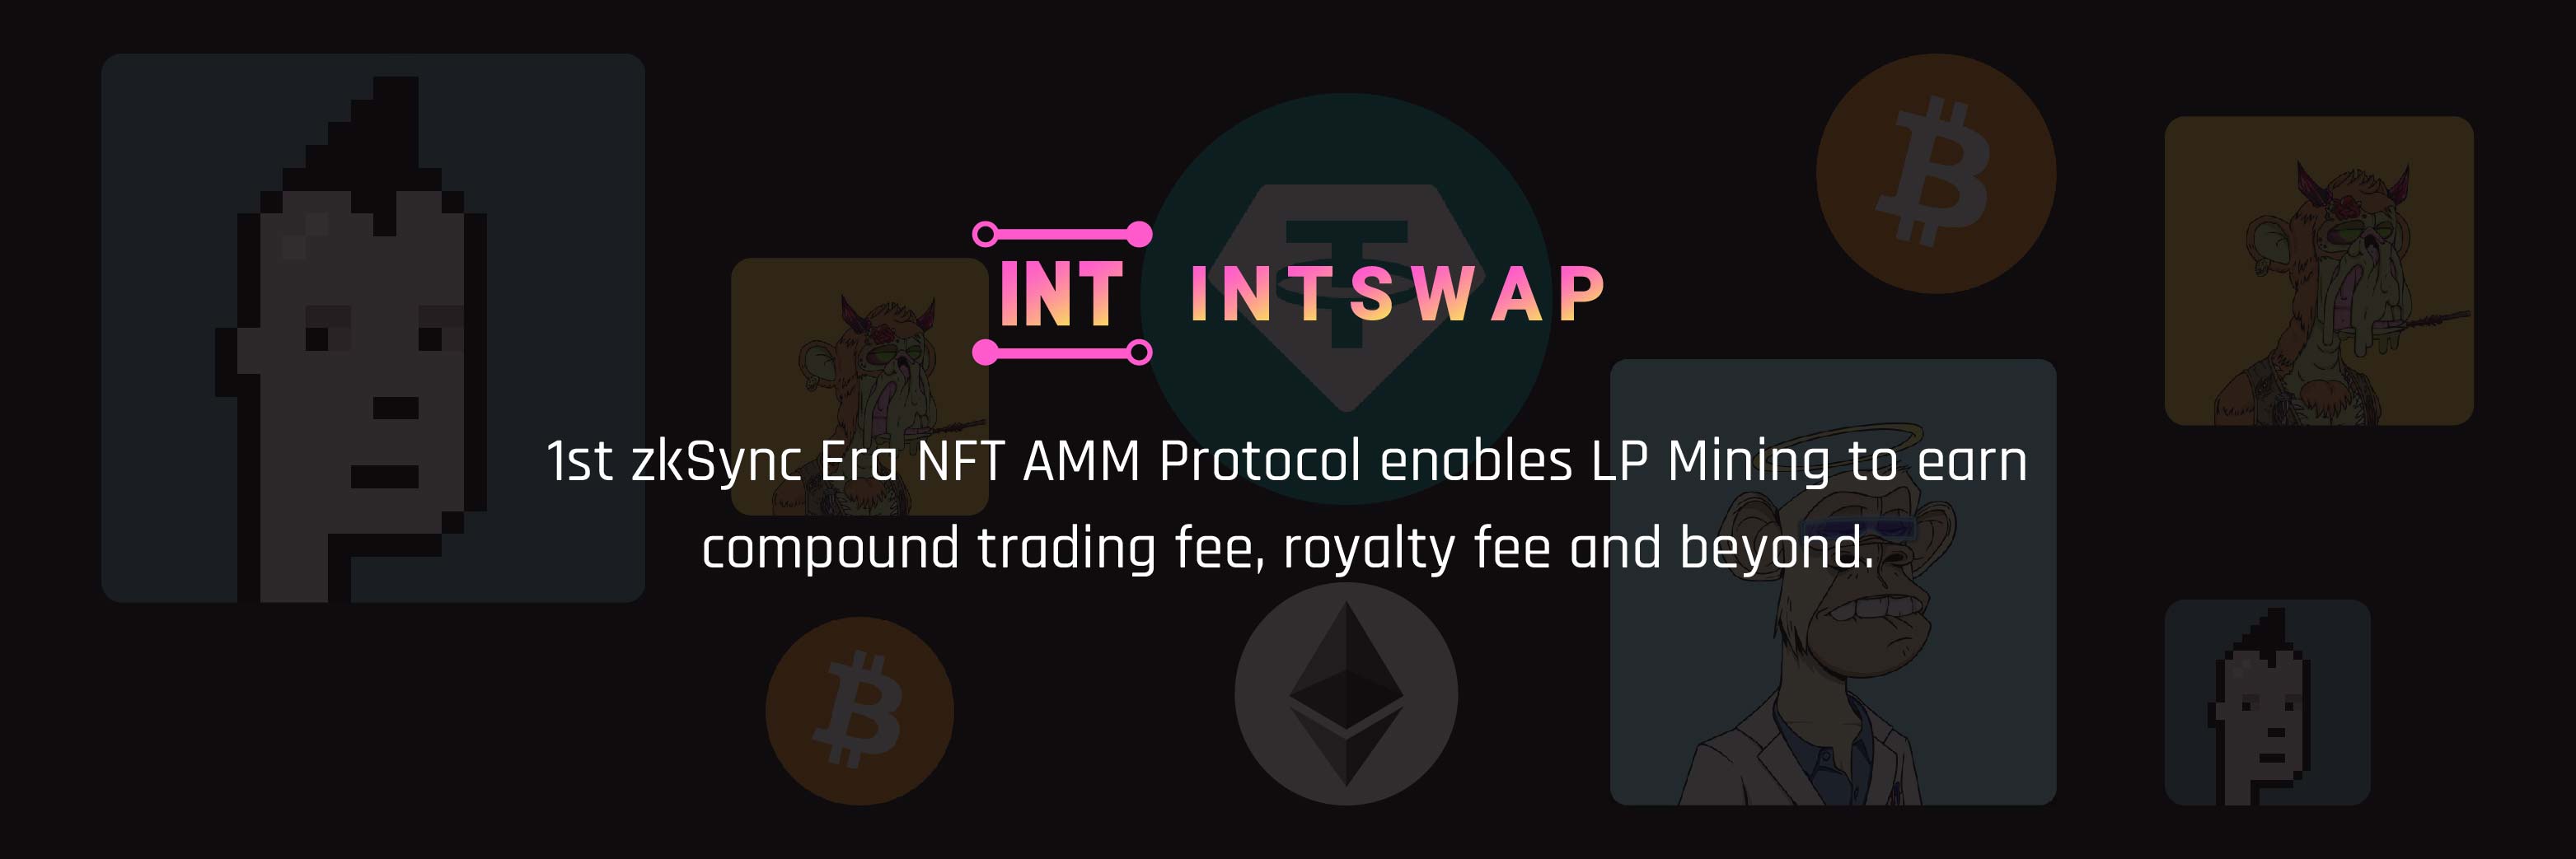 INT INTSWAP
1st zkSync Era NFT AMM Protocol enables LP Mining to earn
compound trading fee, royalty fee and beyond.